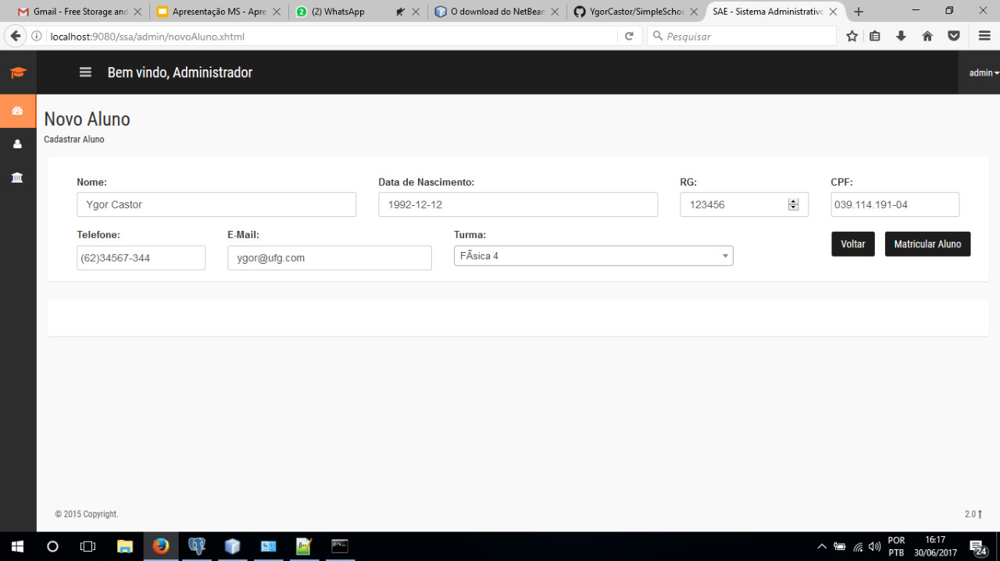 Gmail - Free Storage and
Apresentação MS - Apre
(2) WhatsApp
O download do NetBean
YgorCastor/SimpleSchoo
SAE - Sistema Administrativo
localhost:9080/ssa/admin/novoAluno.xhtml
Pesquisar
Bem vindo, Administrador
admin
Novo Aluno
Cadastrar Aluno
Nome:
Data de Nascimento:
RG:
CPF:
Ygor Castor
1992-12-12
123456
039.114.191-04
Telefone:
E-Mail:
Turma:
(62)34567-344
ygor@ufg.com
FÃsica 4
Voltar
Matricular Aluno
© 2015 Copyright.
2.0
POR
PTB
16:17
30/06/2017
24